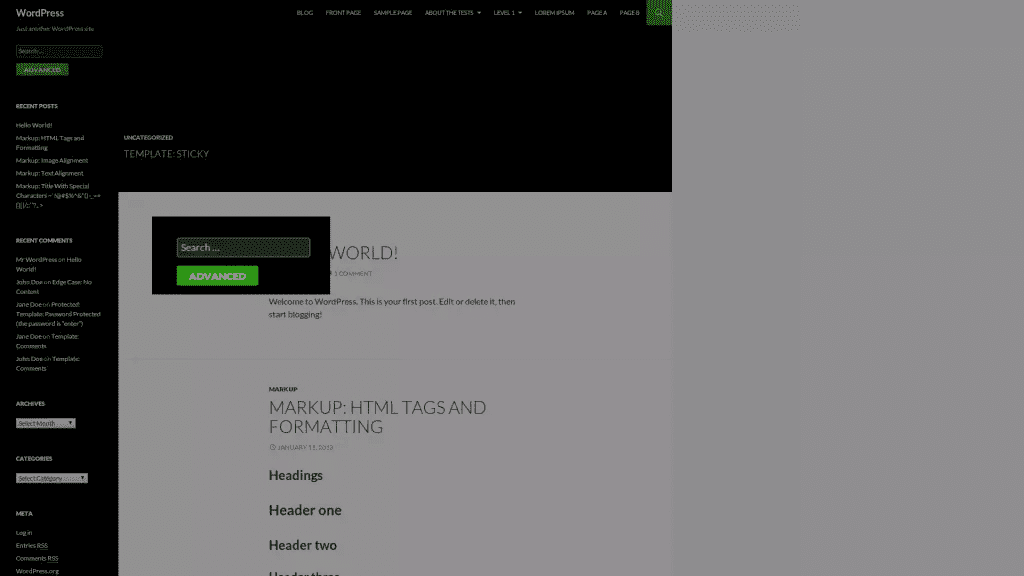 WordPress
BLOG FRONT PAGE SAMPLE PAGE ABOUT THE TESTS LEVEL 1 LOREM IPSUM PAGE A PAGE B
Just another WordPress site
Search …
ADVANCED
RECENT POSTS
Hello World!
Markup: HTML Tags and
Formatting
Markup: Image Alignment
Markup: Text Alignment
Markup: Title With Special
Characters
RECENT COMMENTS
Mr WordPress on Hello
World!
John Doe on Edge Case: No
Content
Jane Doe on Protected:
Template: Password Protected
(the password is "enter")
Jane Doe on Template:
Comments
John Doe on Template:
Comments
ARCHIVES
Select Month
CATEGORIES
Select Category
META
Log in
Entries RSS
Comments RSS
WordPress.org
UNCATEGORIZED
TEMPLATE: STICKY
Search …
ADVANCED
WORLD!
1 COMMENT
Welcome to WordPress. This is your first post. Edit or delete it, then
start blogging!
MARKUP
MARKUP: HTML TAGS AND
FORMATTING
JANUARY 11, 2013
Headings
Header one
Header two
Header three